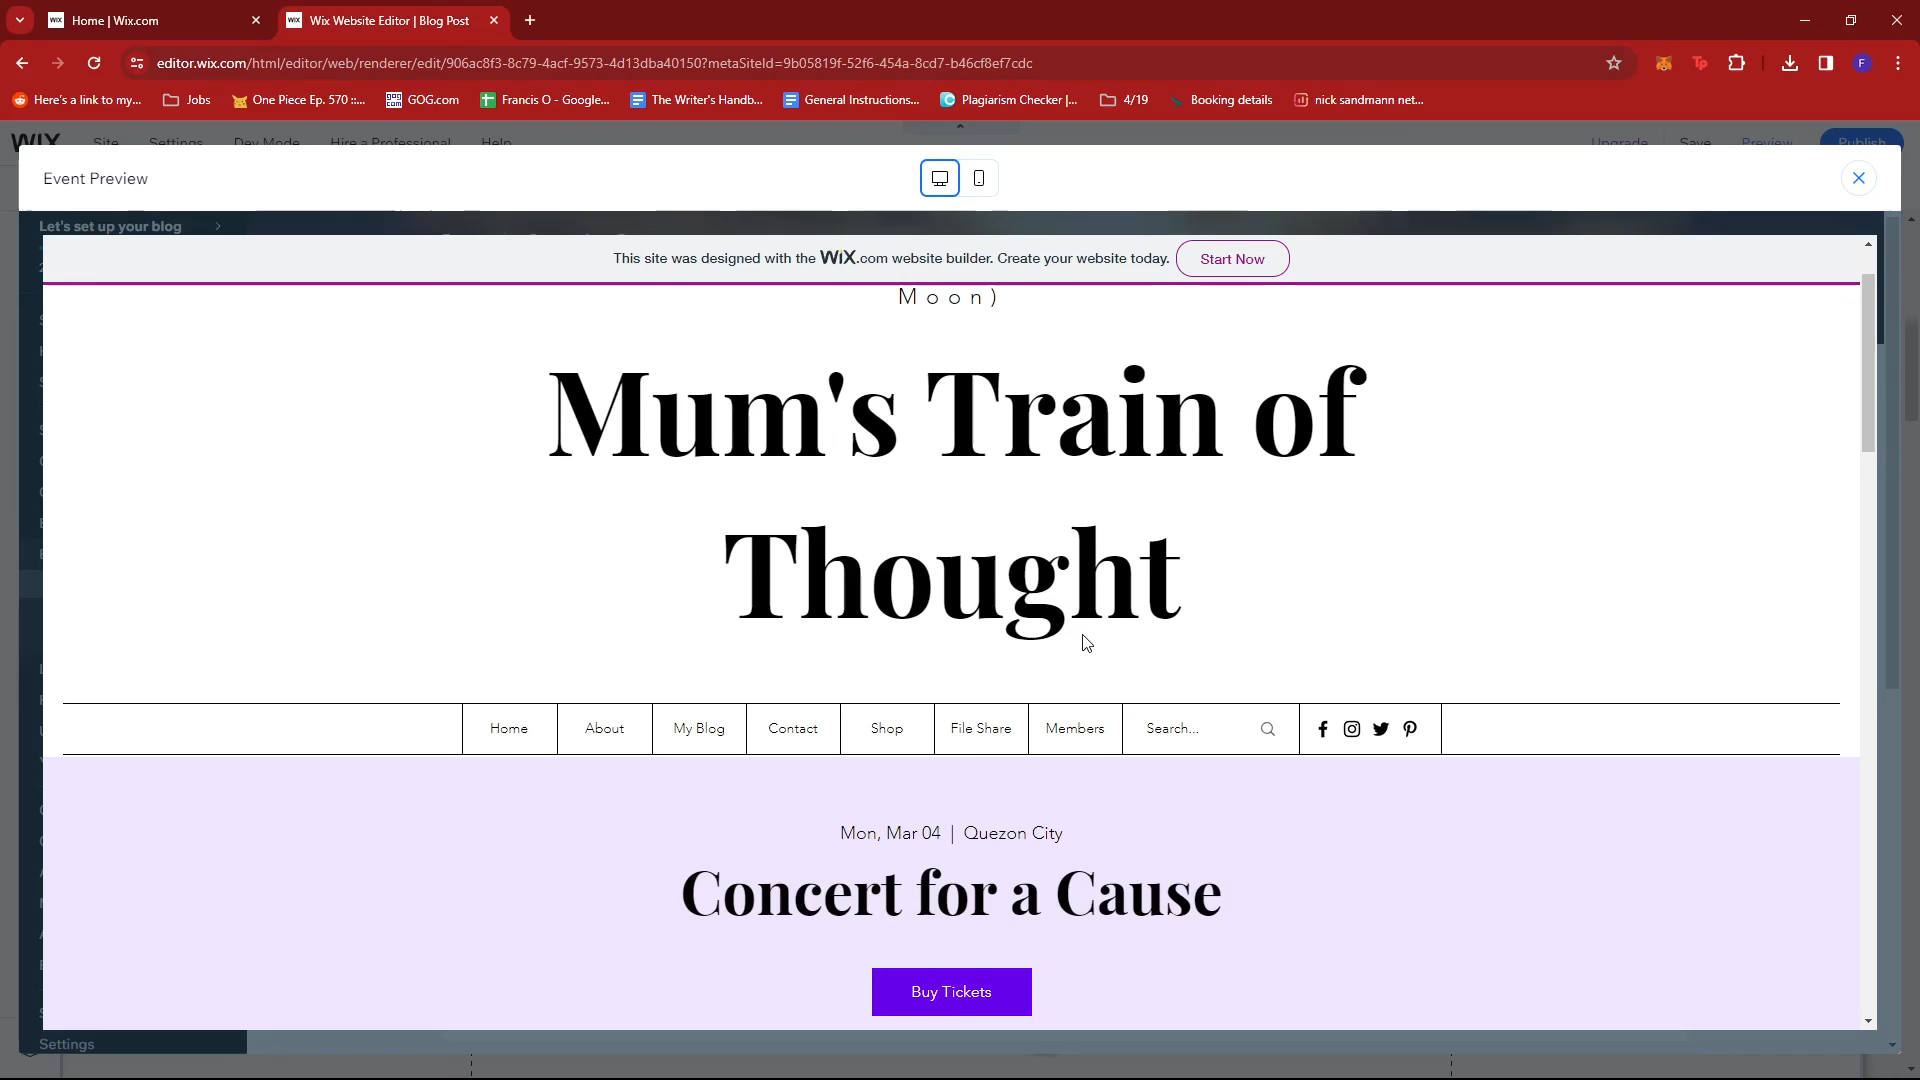 Home | Wix.com
Wix Website Editor | Blog Post
editor.wix.com/html/editor/web/renderer/edit/906ac8f3-8c79-4acf-9573-4d13dba40150?metaSiteId=9b05819f-52f6-454a-8cd7-b46cf8ef7cdc
Here's a link to my...
Jobs
One Piece Ep. 570 ::...
GOG.com
Francis O - Google...
The Writer's Handb...
General Instructions...
Plagiarism Checker |...
4/19
Booking details
nick sandmann net...
WIX
Site
Settings
Dev Mode
Hire a Professional
Help
Upgrade
Save
Preview
Publish
Event Preview
Let's set up your blog
This site was designed with the WiX.com website builder. Create your website today.
Start Now
Moon)
Mum's Train of
Thought
Home
About
My Blog
Contact
Shop
File Share
Members
Search...
Mon, Mar 04 | Quezon City
Concert for a Cause
Buy Tickets
Settings